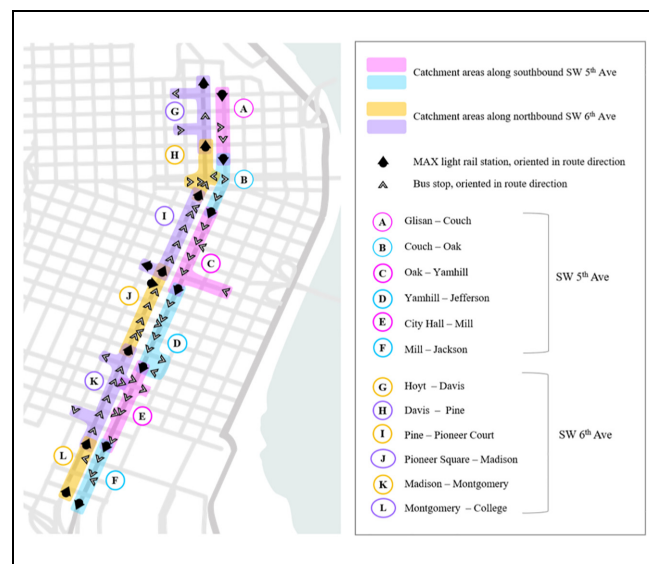 G
A
H
B
I
C
J
D
K
E
L
F
Catchment areas along southbound SW 5th Ave
Catchment areas along northbound SW 6th Ave
MAX light rail station, oriented in route direction
Bus stop, oriented in route direction
A Glisan – Couch
B Couch – Oak
C Oak – Yamhill
D Yamhill – Jefferson
E City Hall – Mill
F Mill – Jackson
SW 5th Ave
G Hoyt – Davis
H Davis – Pine
I Pine – Pioneer Court
J Pioneer Square – Madison
K Madison – Montgomery
L Montgomery – College
SW 6th Ave